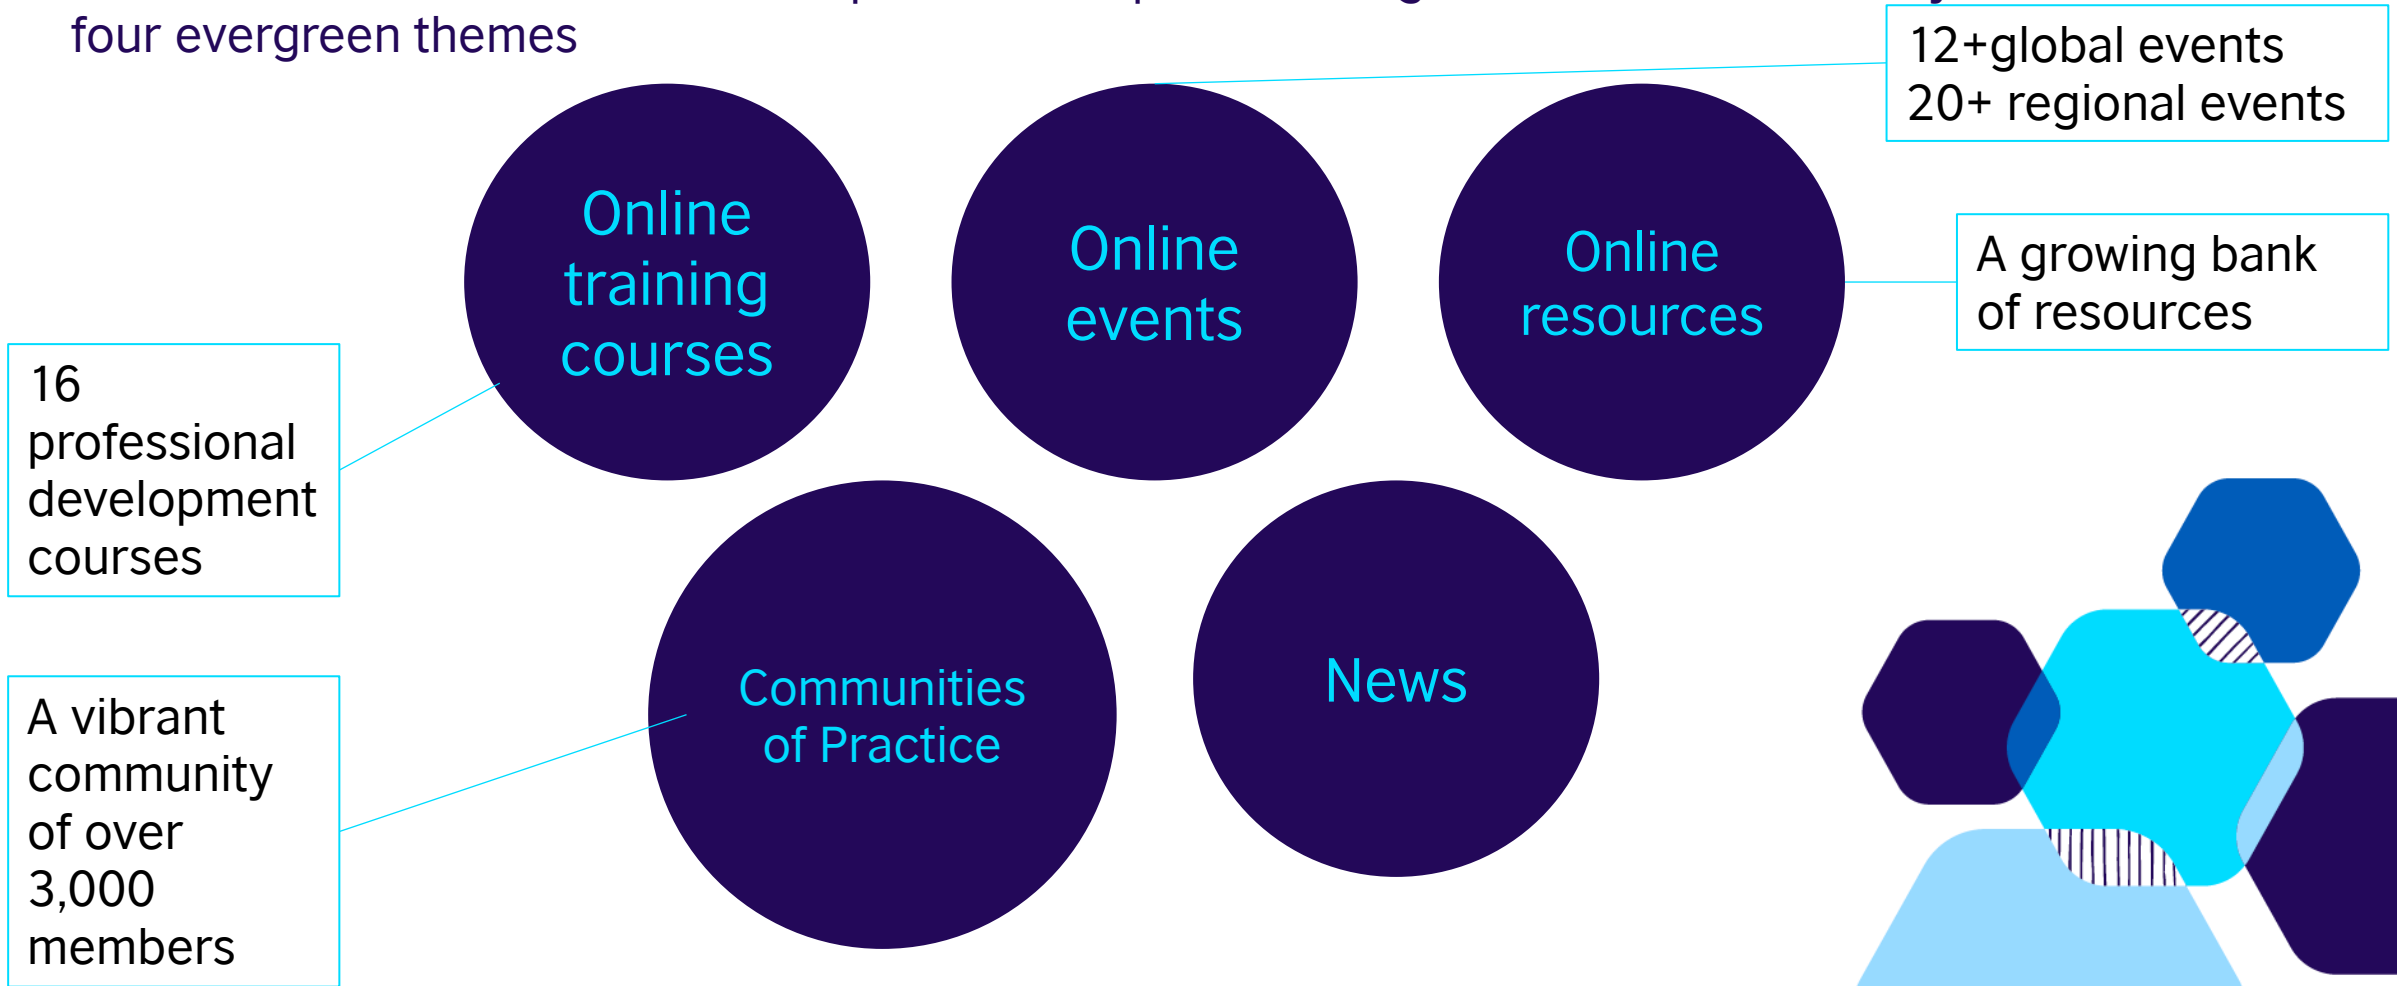 four evergreen themes
12+global events
20+ regional events
Online
training
courses
Online
events
Online
resources
A growing bank
of resources
16
professional
development
courses
Communities
of Practice
News
A vibrant
community
of over
3,000
members